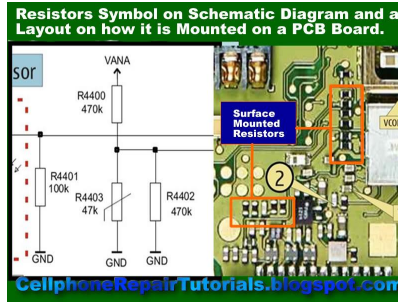 Resistors Symbol on Schematic Diagram and a
Layout on how it is Mounted on a PCB Board.
sor
VANA
R4400
470k
Surface
Mounted
Resistors
VCO
R4401
100k
R4403
47k
R4402
470k
2
GND
GND
GND
CellphoneRepairTutorials.blogspot.com